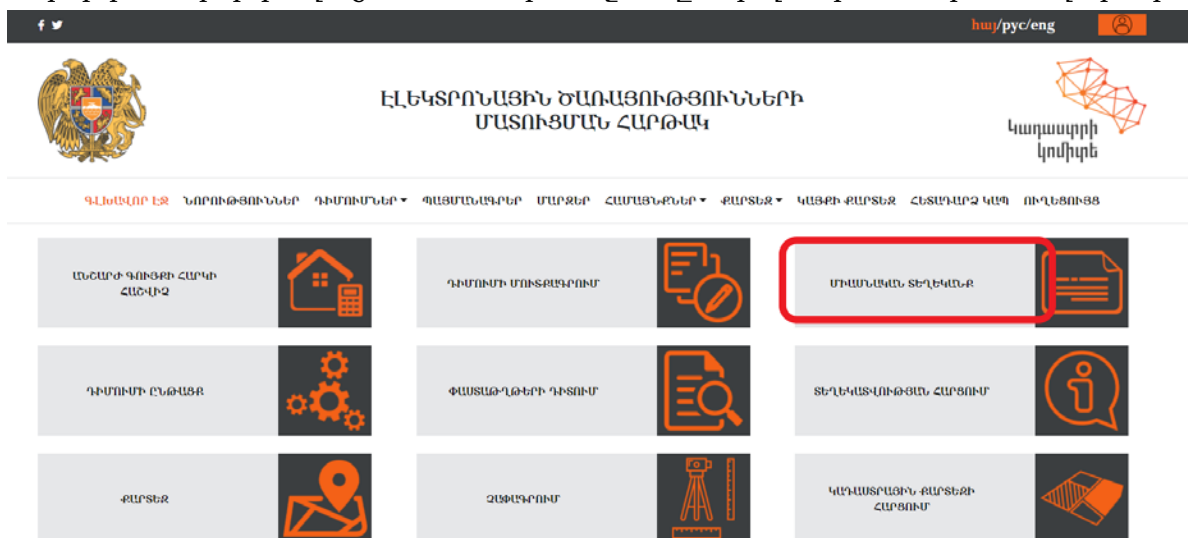 հայ/рус/eng
ԷԼԵԿՏՐՈՆԱՅԻՆ ԾԱՌԱՅՈՒԹՅՈՒՆՆԵՐԻ
ՄԱՏՈՒՑՄԱՆ ՀԱՐԹԱԿ
Կադաստրի
կոմիտե
ԳԼԽԱՎՈՐ ԷՋ ՆՈՐՈՒԹՅՈՒՆՆԵՐ ԴԻՄՈՒՄՆԵՐ ՊԱՅՄԱՆԱԳՐԵՐ ՄԱՐԶԵՐ ՀԱՄԱՅՆՔՆԵՐ ՔԱՐՏԵԶ ԿԱՅՔԻ ՔԱՐՏԵԶ ՀԵՏԱԴԱՐՁ ԿԱՊ ՈՒՂԵՑՈՒՅՑ
ԱՆՇԱՐԺ ԳՈՒՅՔԻ ՀԱՐԿԻ
ՀԱՇՎԻՉ
ԴԻՄՈՒՄԻ ՄՈՒՏՔԱԳՐՈՒՄ
ՄԻԱՍՆԱԿԱՆ ՏԵՂԵԿԱՆՔ
ԴԻՄՈՒՄԻ ԸՆԹԱՑՔ
ՓԱՍՏԱԹՂԹԵՐԻ ԴԻՏՈՒՄ
ՏԵՂԵԿԱՏՎՈՒԹՅԱՆ ՀԱՐՑՈՒՄ
ՔԱՐՏԵԶ
ՉԱՓԱԳՐՈՒՄ
ԿԱԴԱՍՏՐԱՅԻՆ ՔԱՐՏԵԶԻ
ՀԱՐՑՈՒՄ